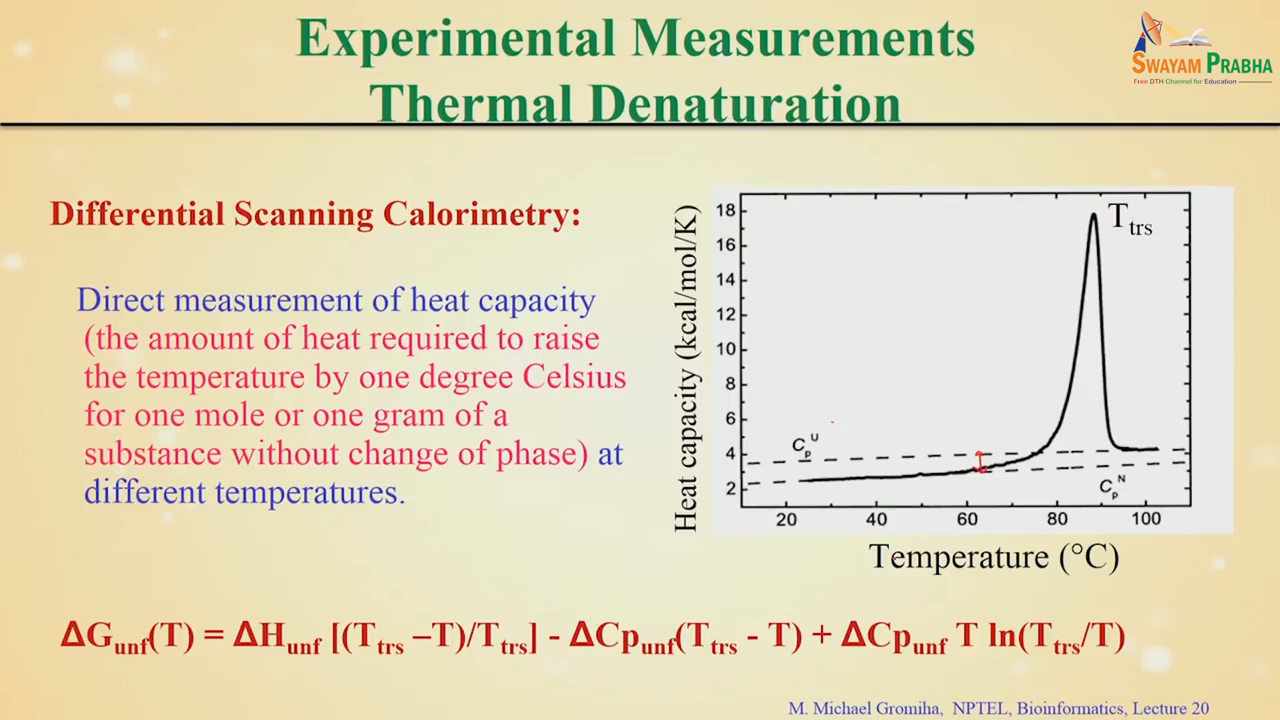 Experimental Measurements
Thermal Denaturation
SWAYAM PRABHA
Free DTH Channel for Education
Differential Scanning Calorimetry:
Direct measurement of heat capacity
(the amount of heat required to raise
the temperature by one degree Celsius
for one mole or one gram of a
substance without change of phase) at
different temperatures.
Heat capacity (kcal/mol/K)
18
16
14
12
10
8
6
4
2
Ttrs
CpU
CpN
20 40 60 80 100
Temperature (°C)
ΔGunf(T) = ΔHunf [(Ttrs –T)/Ttrs] - ΔCpunf(Ttrs - T) + ΔCpunf T ln(Ttrs/T)
M. Michael Gromiha, NPTEL, Bioinformatics, Lecture 20